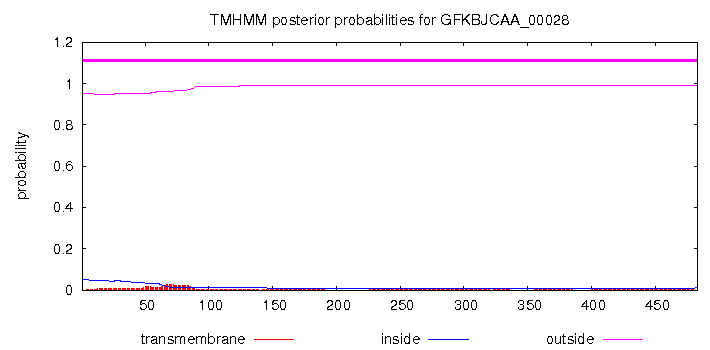 TMHMM posterior probabilities for GFKBJCAA_00028
1.2
1
0.8
0.6
0.4
0.2
0
probability
50 100 150 200 250 300 350 400 450
transmembrane inside outside